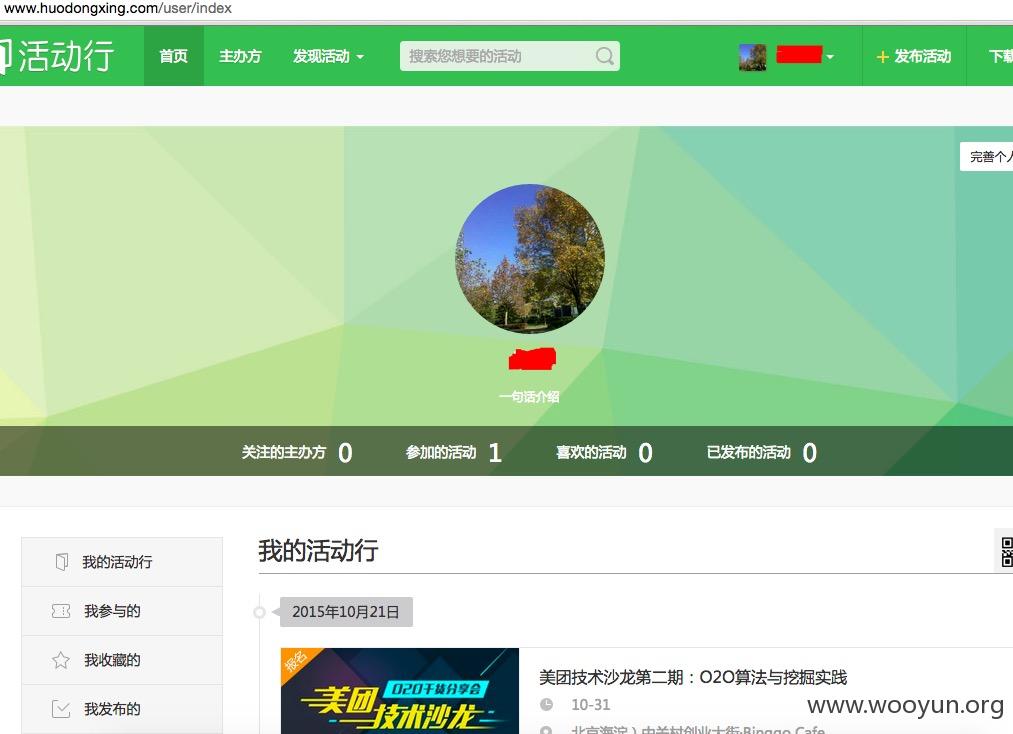 www.huodongxing.com/user/index
活动行 首页 主办方 发现活动 搜索您想要的活动 + 发布活动 下载
完善个人
一句话介绍
关注的主办方 0 参加的活动 1 喜欢的活动 0 已发布的活动 0
我的活动行
我参与的
我收藏的
我发布的
我的活动行
2015年10月21日
报名
O2O干货分享会
美团
技术沙龙
美团技术沙龙第二期：O2O算法与挖掘实践
10-31
北京海淀）中关村创业大街·Binggo Cafe
www.wooyun.org